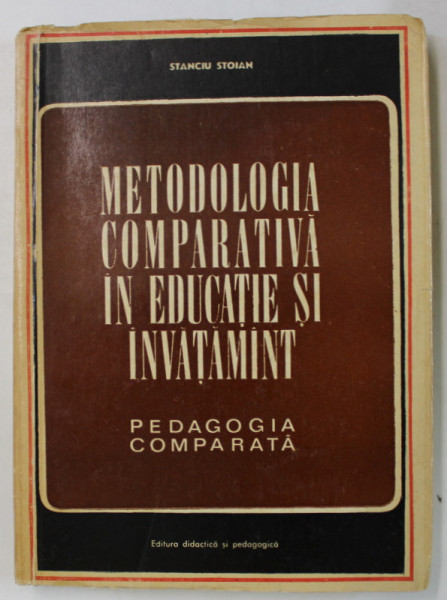 STANCIU STOIAN
METODOLOGIA
COMPARATIVĂ
ÎN EDUCAȚIE ȘI
ÎNVĂȚĂMÎNT
PEDAGOGIA
COMPARATĂ
Editura didactică și pedagogică